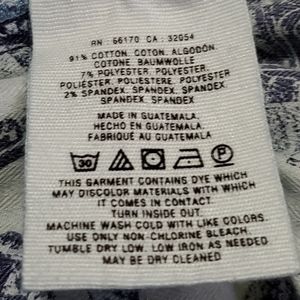 RN : 66170 CA : 32054
91% COTTON. COTON. ALGODÓN.
COTONE. BAUMWOLLE
7% POLYESTER. POLYESTER.
POLIÉSTER. POLIESTERE. POLYESTER
2% SPANDEX. SPANDEX.
SPANDEX. SPANDEX. SPANDEX
MADE IN GUATEMALA.
HECHO EN GUATEMALA
FABRIQUÉ AU GUATEMALA
30
THIS GARMENT CONTAINS DYE WHICH
MAY DISCOLOR MATERIALS WITH WHICH
IT COMES IN CONTACT.
TURN INSIDE OUT.
MACHINE WASH COLD WITH LIKE COLORS.
USE ONLY NON-CHLORINE BLEACH.
TUMBLE DRY LOW. LOW IRON AS NEEDED
MAY BE DRY CLEANED